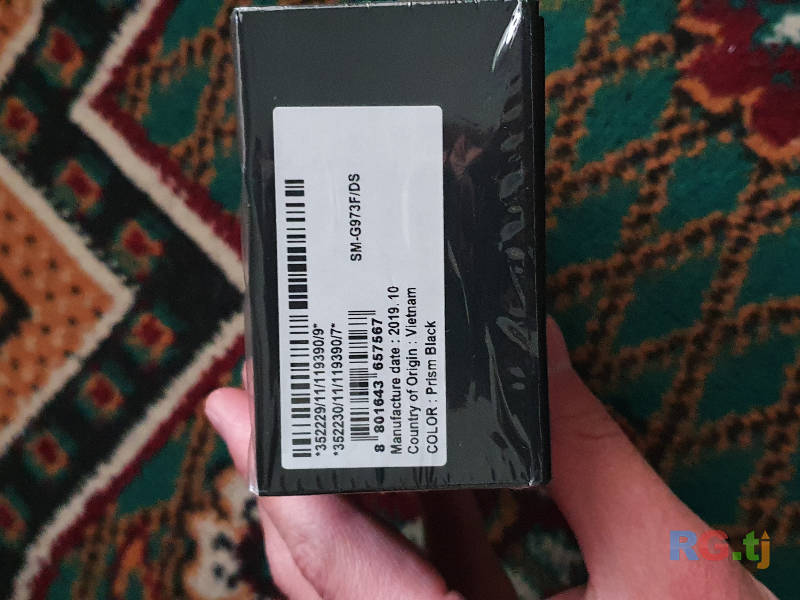 SM-G973F/DS
*352229/11/119390/9*
*352230/11/119390/7*
8 801643 657567
Manufacture date : 2019.10
Country of Origin : Vietnam
COLOR : Prism Black
RG.tj